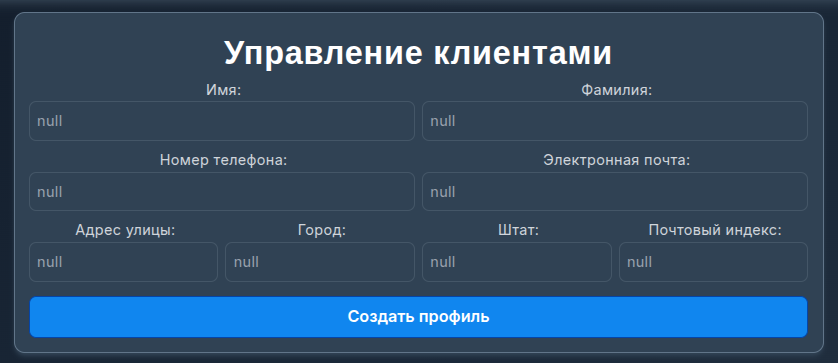 Управление клиентами
Имя: Фамилия:
null null
Номер телефона: Электронная почта:
null null
Адрес улицы: Город: Штат: Почтовый индекс:
null null null null
Создать профиль